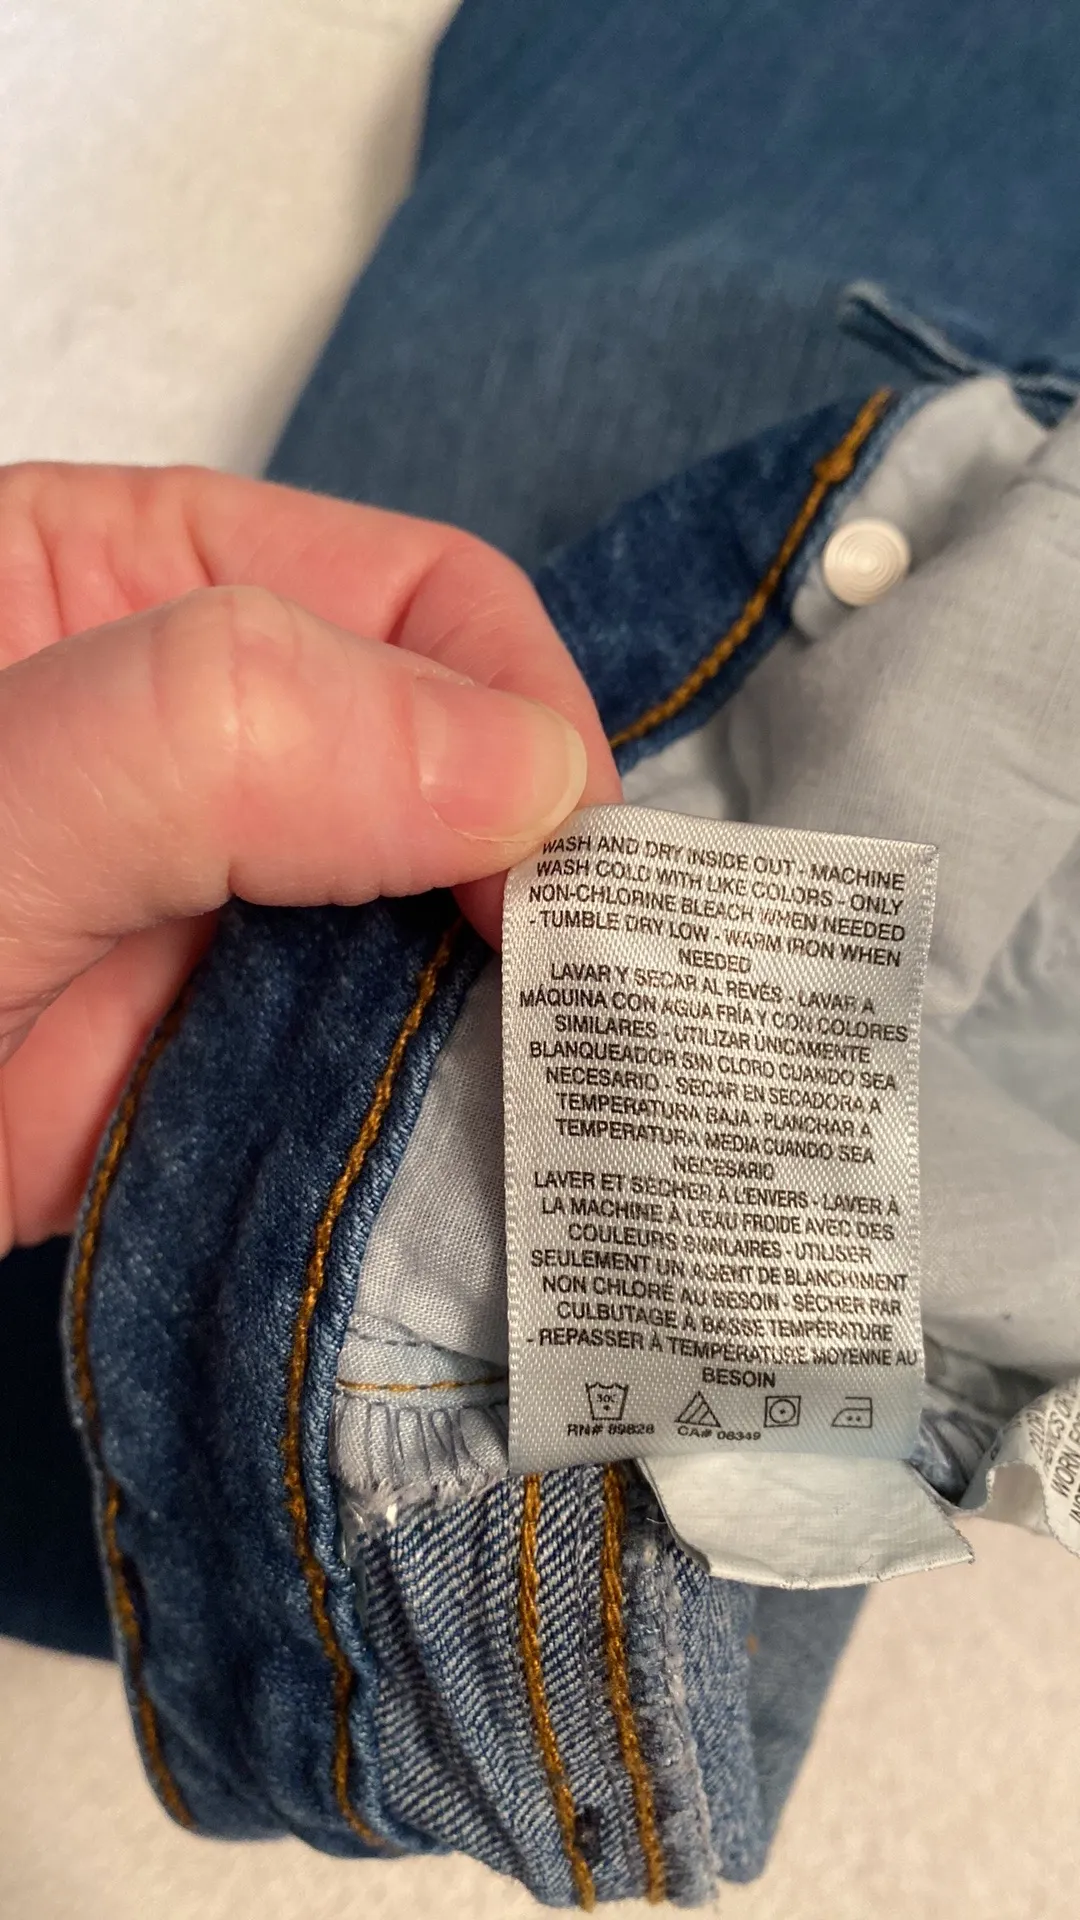 WASH AND DRY INSIDE OUT - MACHINE
WASH COLD WITH LIKE COLORS - ONLY
NON-CHLORINE BLEACH WHEN NEEDED
- TUMBLE DRY LOW - WARM IRON WHEN
NEEDED
LAVAR Y SECAR AL REVÉS - LAVAR A
MÁQUINA CON AGUA FRÍA Y CON COLORES
SIMILARES - UTILIZAR ÚNICAMENTE
BLANQUEADOR SIN CLORO CUANDO SEA
NECESARIO - SECAR EN SECADORA A
TEMPERATURA BAJA - PLANCHAR A
TEMPERATURA MEDIA CUANDO SEA
NECESARIO
LAVER ET SÉCHER À L'ENVERS - LAVER À
LA MACHINE À L'EAU FROIDE AVEC DES
COULEURS SIMILAIRES - UTILISER
SEULEMENT UN AGENT DE BLANCHIMENT
NON CHLORÉ AU BESOIN - SÉCHER PAR
CULBUTAGE À BASSE TEMPÉRATURE
- REPASSER À TEMPÉRATURE MOYENNE AU
BESOIN
30C
RN# 89828 CA# 06349